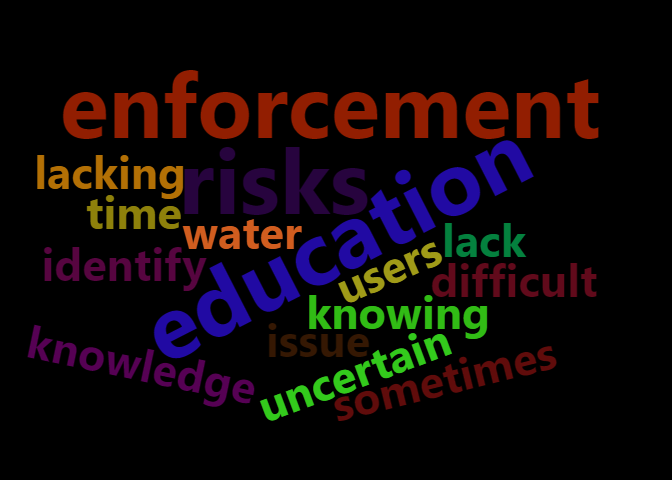 enforcement
risks
education
lacking
time
water
lack
users
identify
difficult
knowing
issue
knowledge
uncertain
sometimes